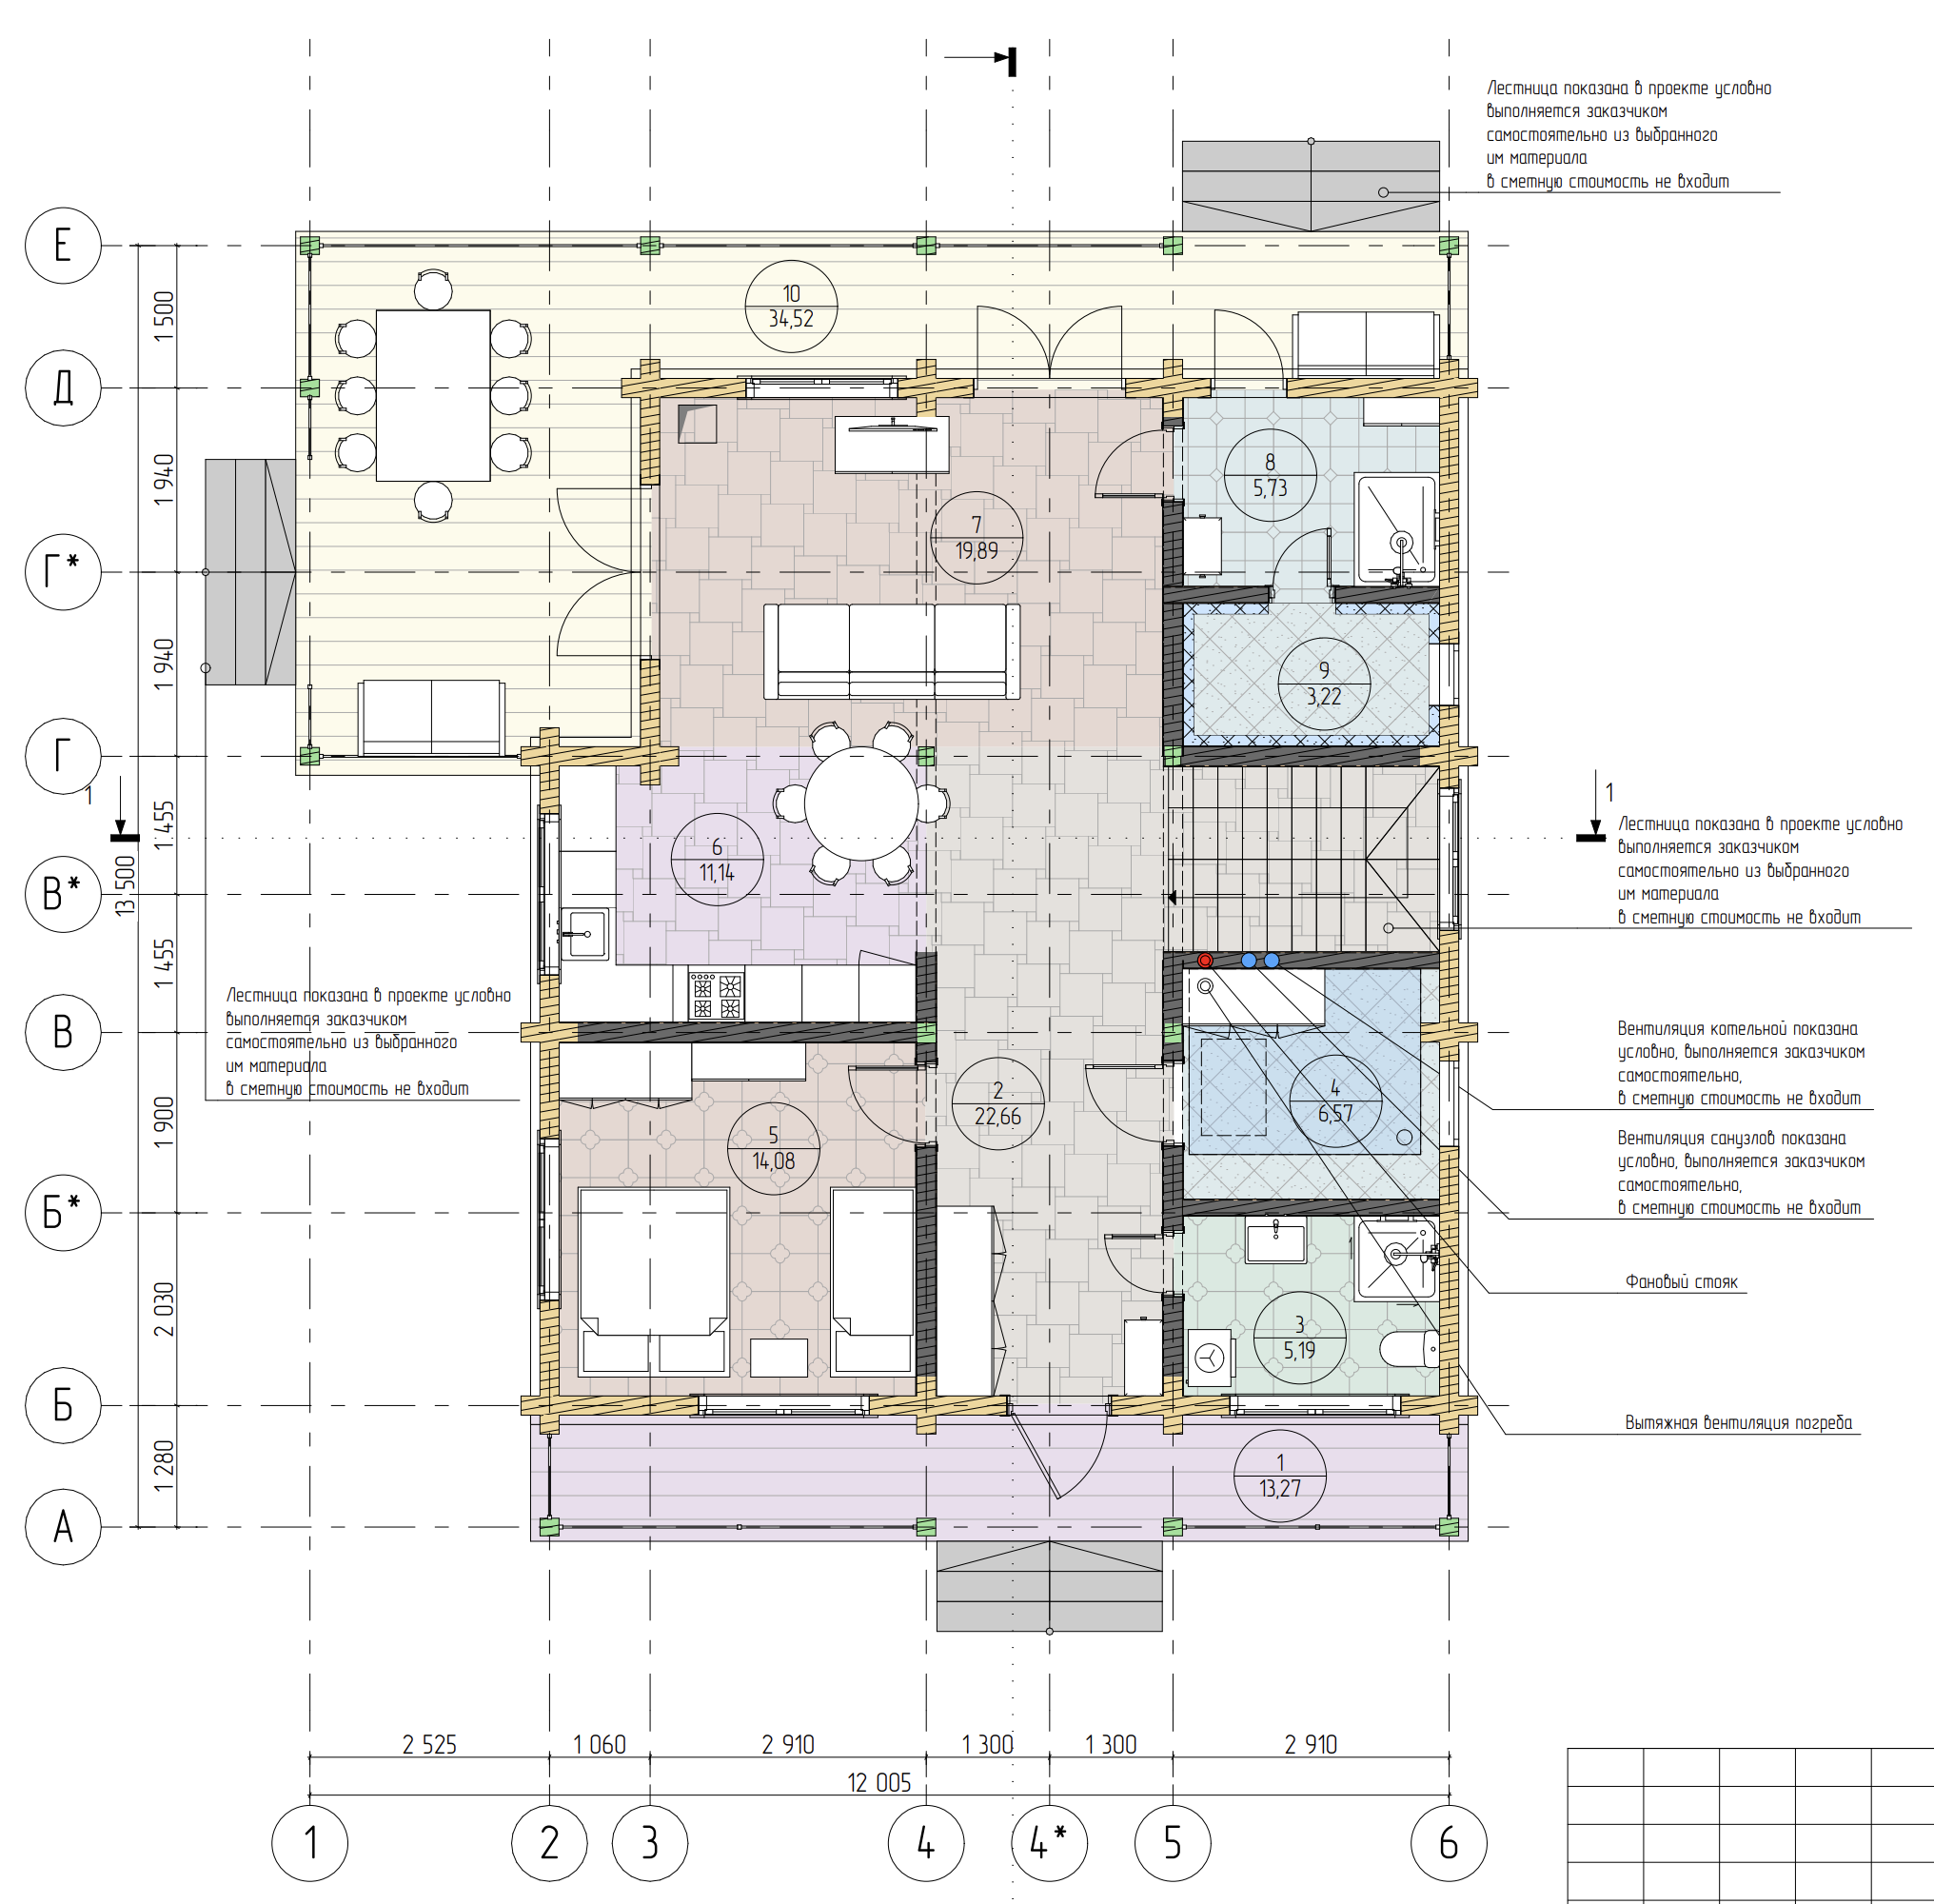 Лестница показана в проекте условно
выполняется заказчиком
самостоятельно из выбранного
им материала
в сметную стоимость не входит
Е
1 500
10
34,52
Д
1 940
8
5,73
7
19,89
Г*
1 940
9
3,22
Г
1
1
1 455
6
11,14
Лестница показана в проекте условно
выполняется заказчиком
самостоятельно из выбранного
им материала
в сметную стоимость не входит
В*
13 500
1 455
Лестница показана в проекте условно
выполняется заказчиком
самостоятельно из выбранного
им материала
в сметную стоимость не входит
В
Вентиляция котельной показана
условно, выполняется заказчиком
самостоятельно,
в сметную стоимость не входит
4
6,57
2
22,66
1 900
5
14,08
Вентиляция санузлов показана
условно, выполняется заказчиком
самостоятельно,
в сметную стоимость не входит
Б*
Фановый стояк
2 030
3
5,19
Б
Вытяжная вентиляция погреба
1 280
1
13,27
А
2 525
1 060
2 910
1 300
1 300
2 910
12 005
1
2
3
4
4*
5
6